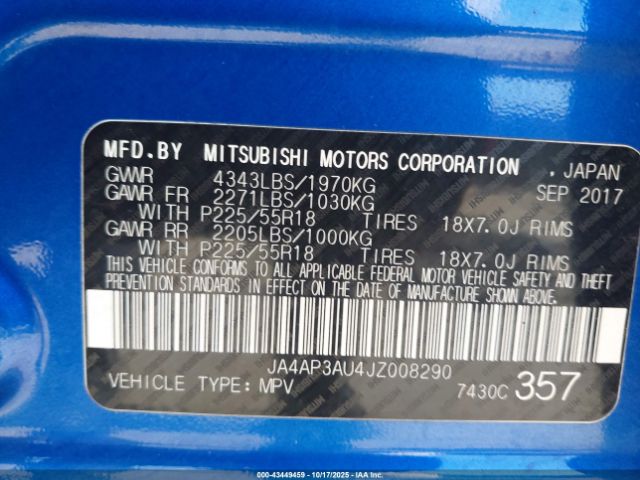 MFD.BY MITSUBISHI MOTORS CORPORATION . JAPAN
GVWR 4343LBS/1970KG SEP 2017
GAWR FR 2271LBS/1030KG
WITH P225/55R18 TIRES 18X7.0J RIMS
GAWR RR 2205LBS/1000KG
WITH P225/55R18 TIRES 18X7.0J RIMS
THIS VEHICLE CONFORMS TO ALL APPLICABLE FEDERAL MOTOR VEHICLE SAFETY AND THEFT
PREVENTION STANDARDS IN EFFECT ON THE DATE OF MANUFACTURE SHOWN ABOVE.
JA4AP3AU4JZ008290
VEHICLE TYPE: MPV 7430C 357
000-43449459 - 10/17/2025 - IAAI.COM